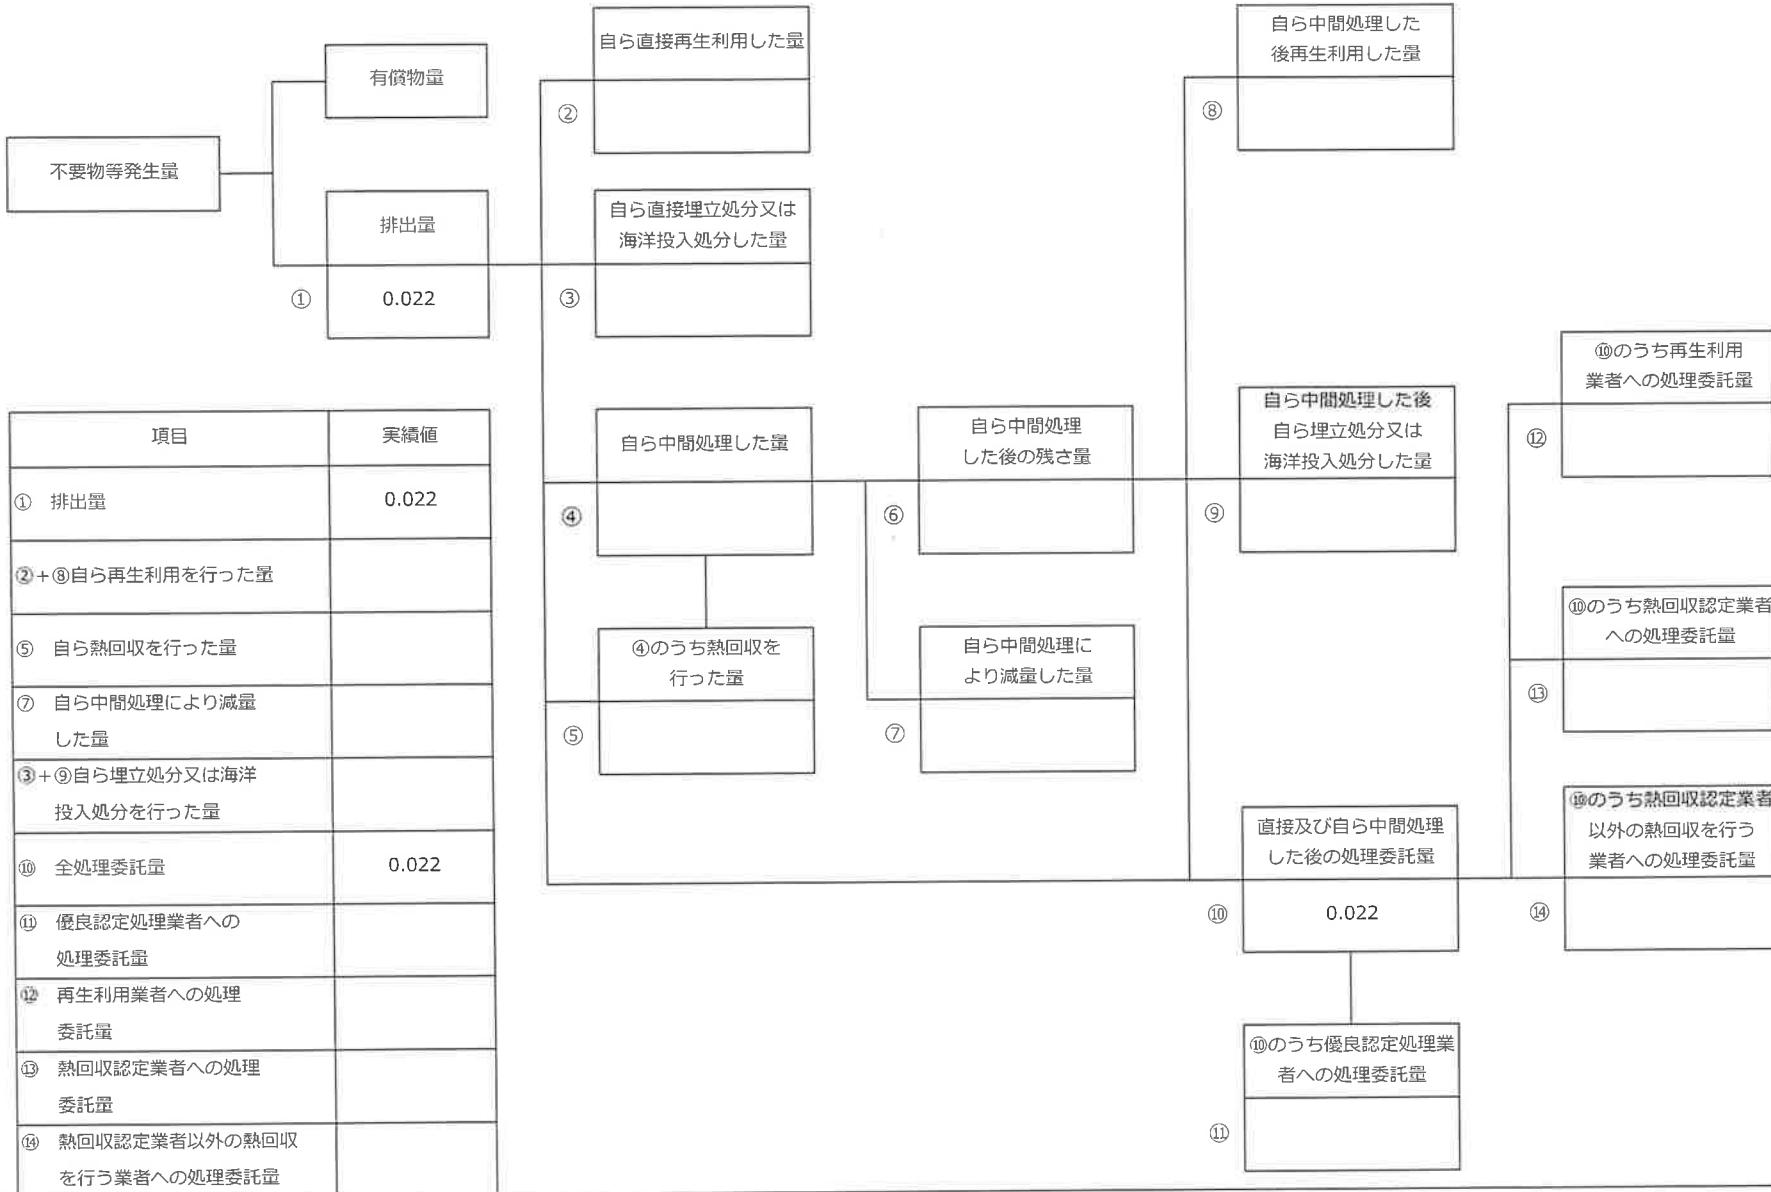 不要物等発生量
有償物量
排出量
①
0.022
自ら直接再生利用した量
②
自ら直接埋立処分又は
海洋投入処分した量
③
自ら中間処理した量
④
④のうち熱回収を
行った量
⑤
自ら中間処理
した後の残さ量
⑥
自ら中間処理に
より減量した量
⑦
自ら中間処理した
後再生利用した量
⑧
自ら中間処理した後
自ら埋立処分又は
海洋投入処分した量
⑨
直接及び自ら中間処理
した後の処理委託量
⑩
0.022
⑩のうち優良認定処理業
者への処理委託量
⑪
⑩のうち再生利用
業者への処理委託量
⑫
⑩のうち熱回収認定業者
への処理委託量
⑬
⑩のうち熱回収認定業者
以外の熱回収を行う
業者への処理委託量
⑭
項目 実績値
① 排出量 0.022
②+⑧自ら再生利用を行った量
⑤ 自ら熱回収を行った量
⑦ 自ら中間処理により減量
した量
③+⑨自ら埋立処分又は海洋
投入処分を行った量
⑩ 全処理委託量 0.022
⑪ 優良認定処理業者への
処理委託量
⑫ 再生利用業者への処理
委託量
⑬ 熱回収認定業者への処理
委託量
⑭ 熱回収認定業者以外の熱回収
を行う業者への処理委託量